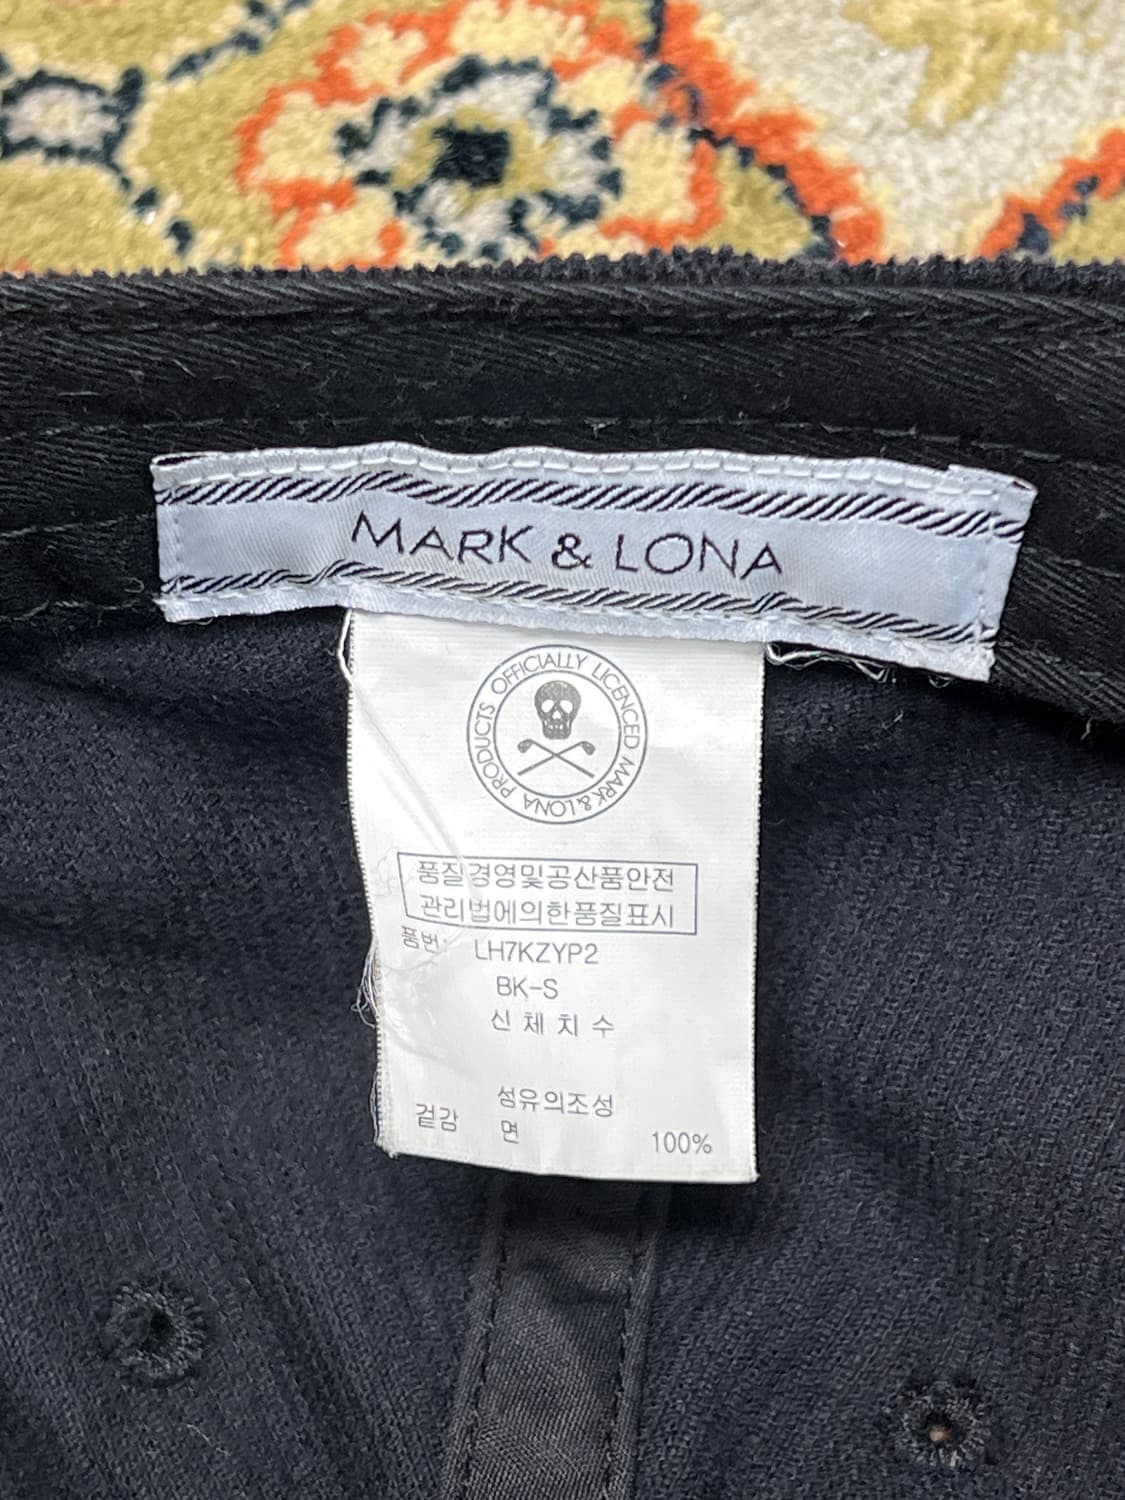 MARK & LONA
OFFICIALLY LICENCED MARK & LONA PRODUCTS
품질경영및공산품안전
관리법에의한품질표시
품번: LH7KZYP2
BK-S
신 체 치 수
섬유의조성
겉감 면 100%